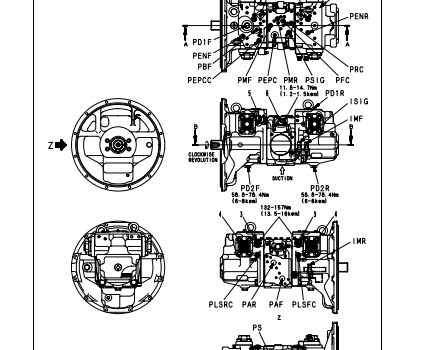 PENR
PD1F
A
A
PENF
PBF
PRC
PEPCC
PMF
PEPC
PMR
PSIG
PFC
11.8-14.7Nm
(1.2-1.5kgm)
PD1R
5
6
ISIG
IMF
B
B
Z
CLOCKWISE
REVOLUTION
SUCTION
PD2F
PD2R
58.8-78.4Nm
58.8-78.4Nm
(6-8kgm)
(6-8kgm)
132-157Nm
(13.5-16kgm)
4
3
3
4
IMR
PLSRC
PAR
PAF
PLSFC
Z
PS